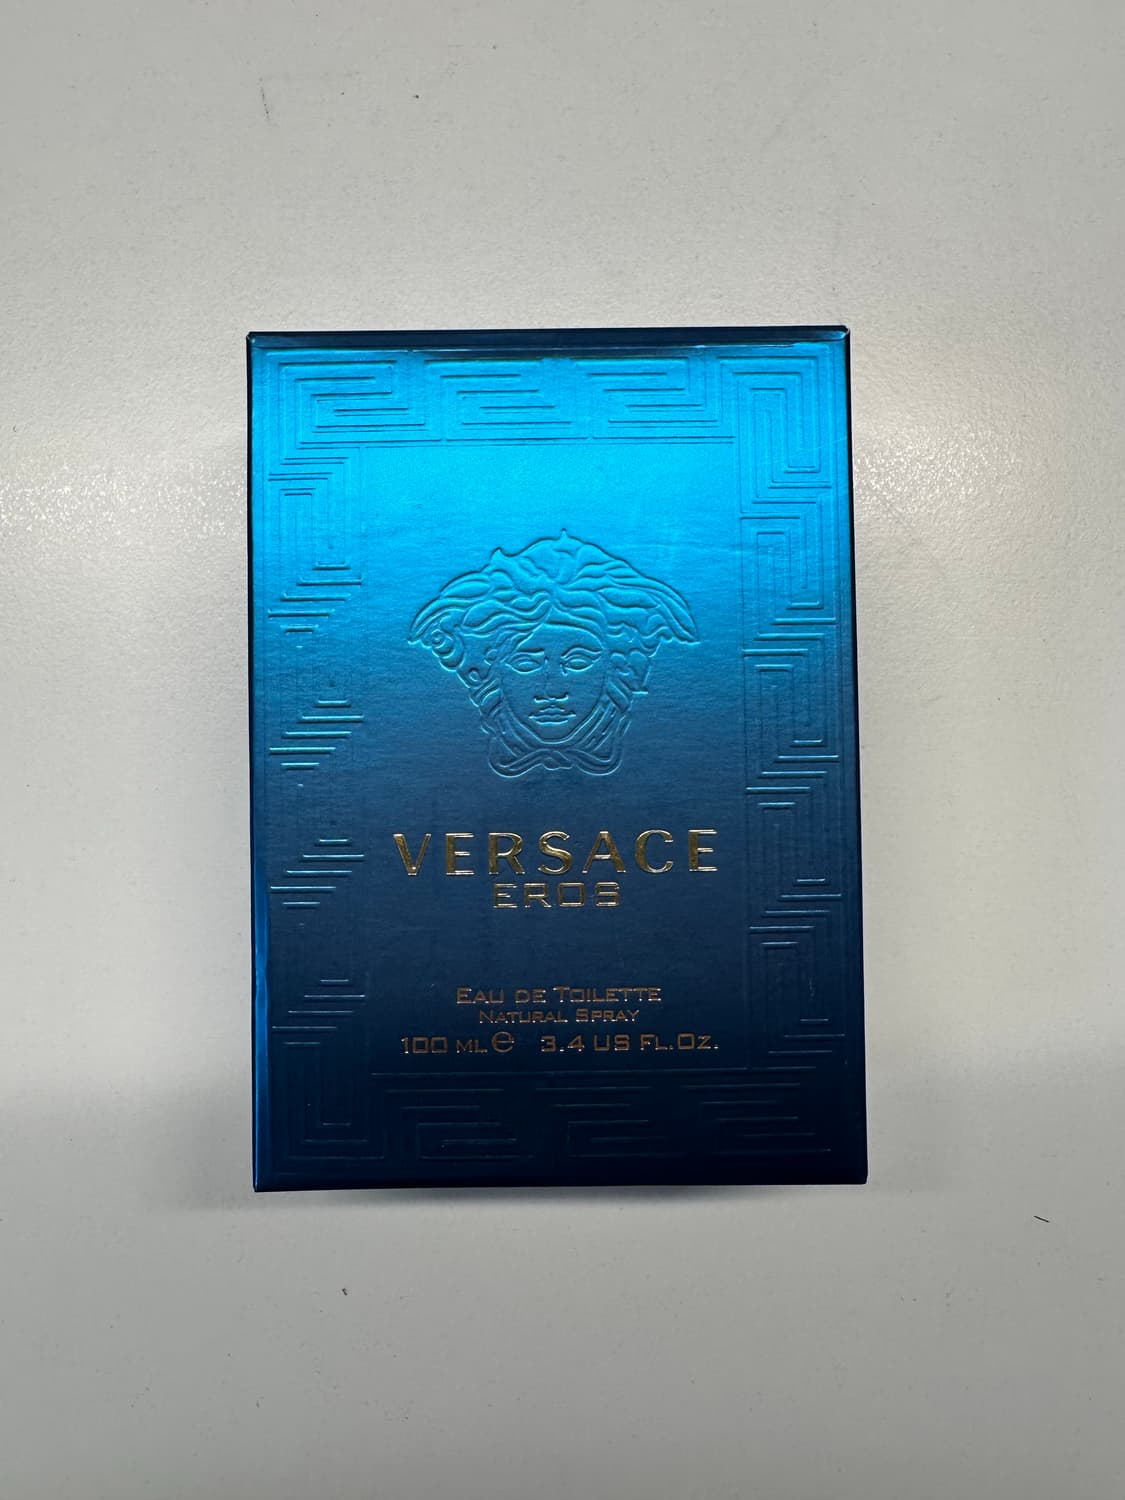 VERSACE
EROS
EAU DE TOILETTE
NATURAL SPRAY
100 ML ℮ 3.4 US FL.OZ.